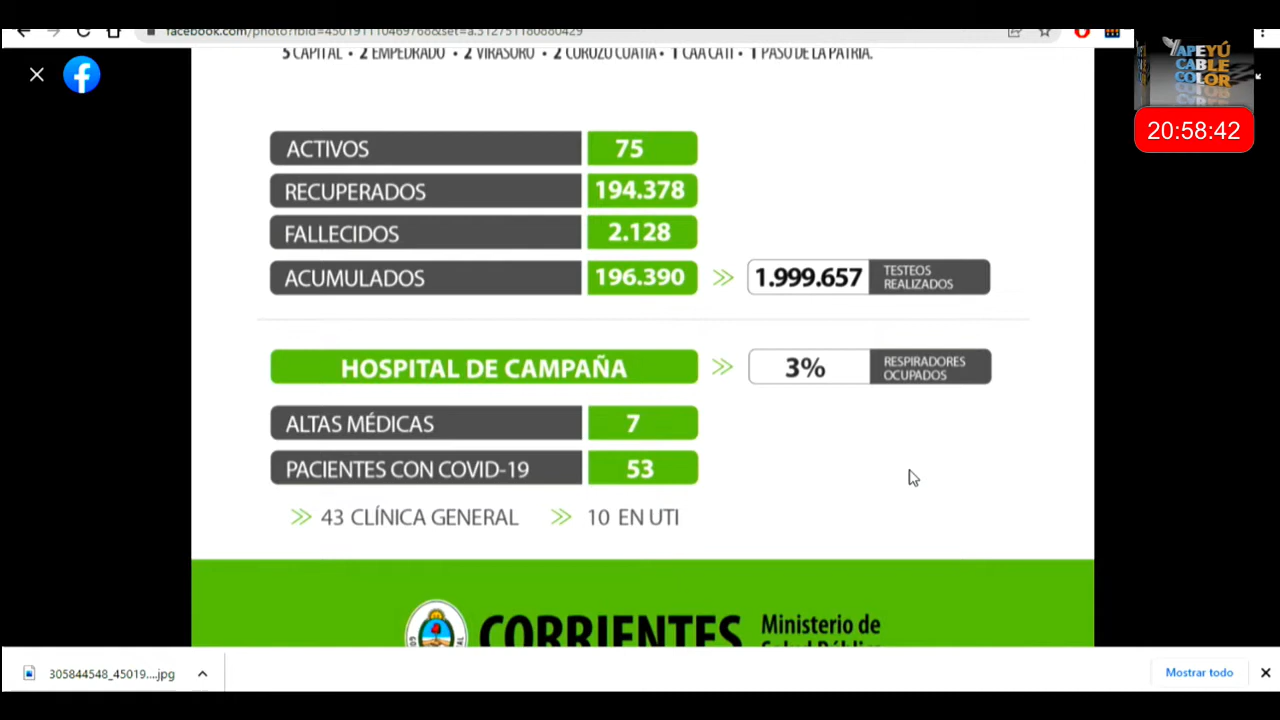 5 CAPITAL • 2 EMPEDRADO • 2 VIRASORO • 2 CURUZÚ CUATIÁ • 1 CAÁ CATÍ • 1 PASO DE LA PATRIA.
YAPEYÚ
CABLE
COLOR
20:58:42
ACTIVOS 75
RECUPERADOS 194.378
FALLECIDOS 2.128
ACUMULADOS 196.390 >> 1.999.657 TESTEOS
REALIZADOS
HOSPITAL DE CAMPAÑA >> 3% RESPIRADORES
OCUPADOS
ALTAS MÉDICAS 7
PACIENTES CON COVID-19 53
>> 43 CLÍNICA GENERAL >> 10 EN UTI
CORRIENTES Ministerio de
Salud Pública
305844548_45019....jpg
Mostrar todo